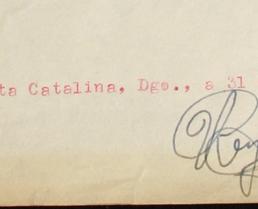 ta Catalina, Dgo., a 31